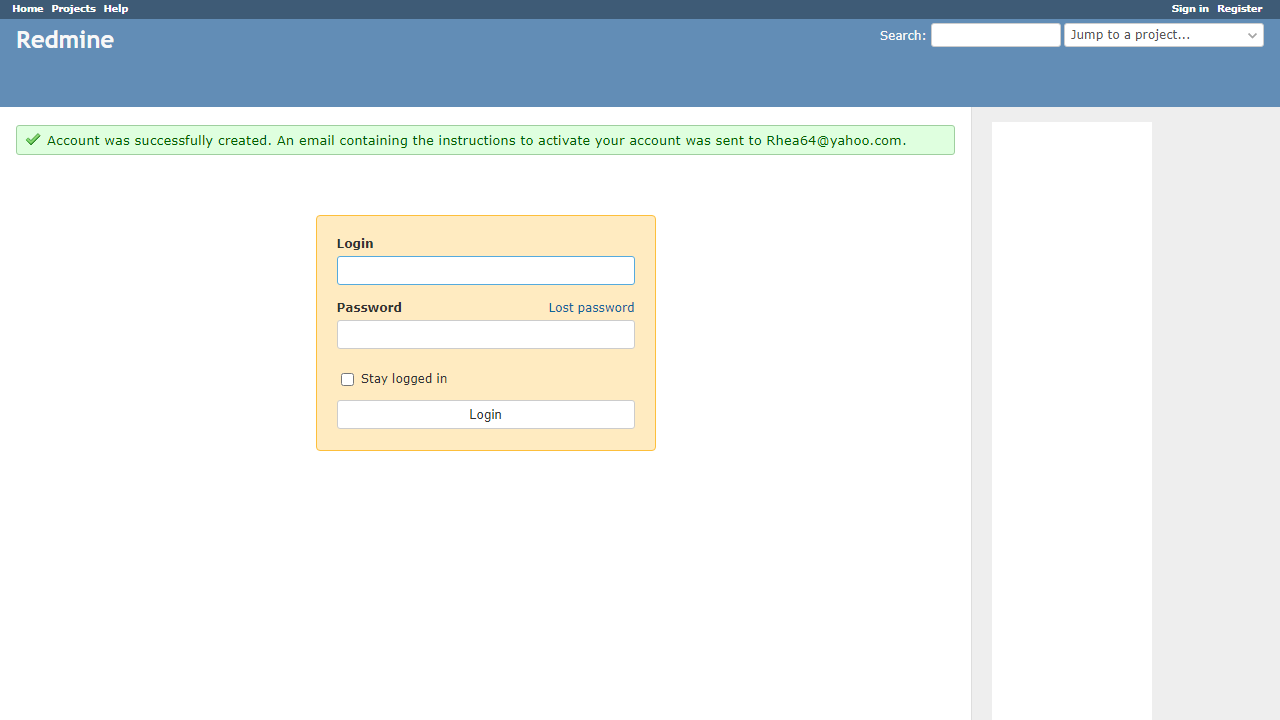 Home Projects Help Sign in Register
Redmine
Search: Jump to a project...
Account was successfully created. An email containing the instructions to activate your account was sent to Rhea64@yahoo.com.
Login
Password Lost password
Stay logged in
Login